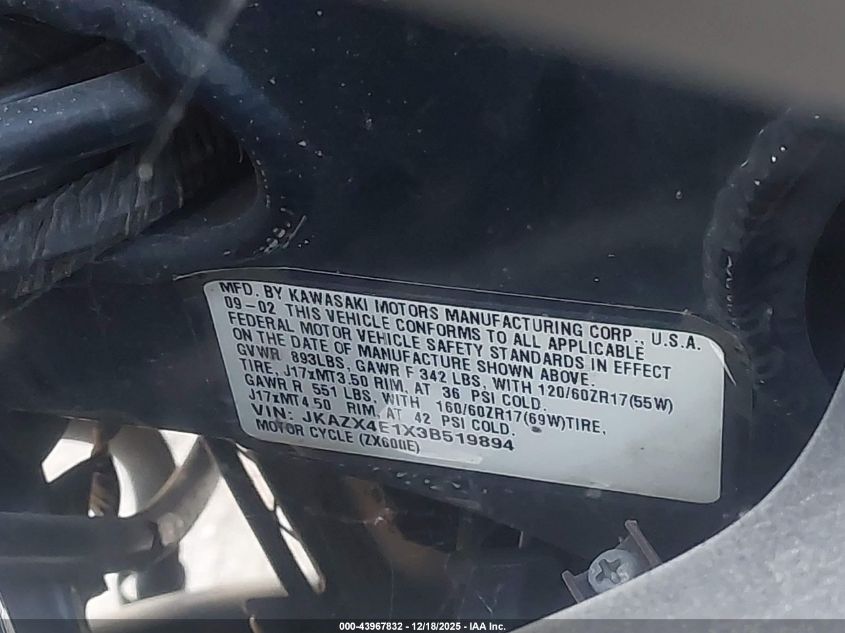 MFD. BY KAWASAKI MOTORS MANUFACTURING CORP., U.S.A.
09-02 THIS VEHICLE CONFORMS TO ALL APPLICABLE
FEDERAL MOTOR VEHICLE SAFETY STANDARDS IN EFFECT
ON THE DATE OF MANUFACTURE SHOWN ABOVE.
GVWR 893LBS, GAWR F 342 LBS, WITH 120/60ZR17(55W)
TIRE, J17xMT3.50 RIM, AT 36 PSI COLD.
GAWR R 551 LBS, WITH 160/60ZR17(69W)TIRE,
J17xMT4.50 RIM, AT 42 PSI COLD.
VIN: JKAZX4E1X3B519894
MOTOR CYCLE (ZX600E)
000-43967832 - 12/18/2025 - IAA Inc.